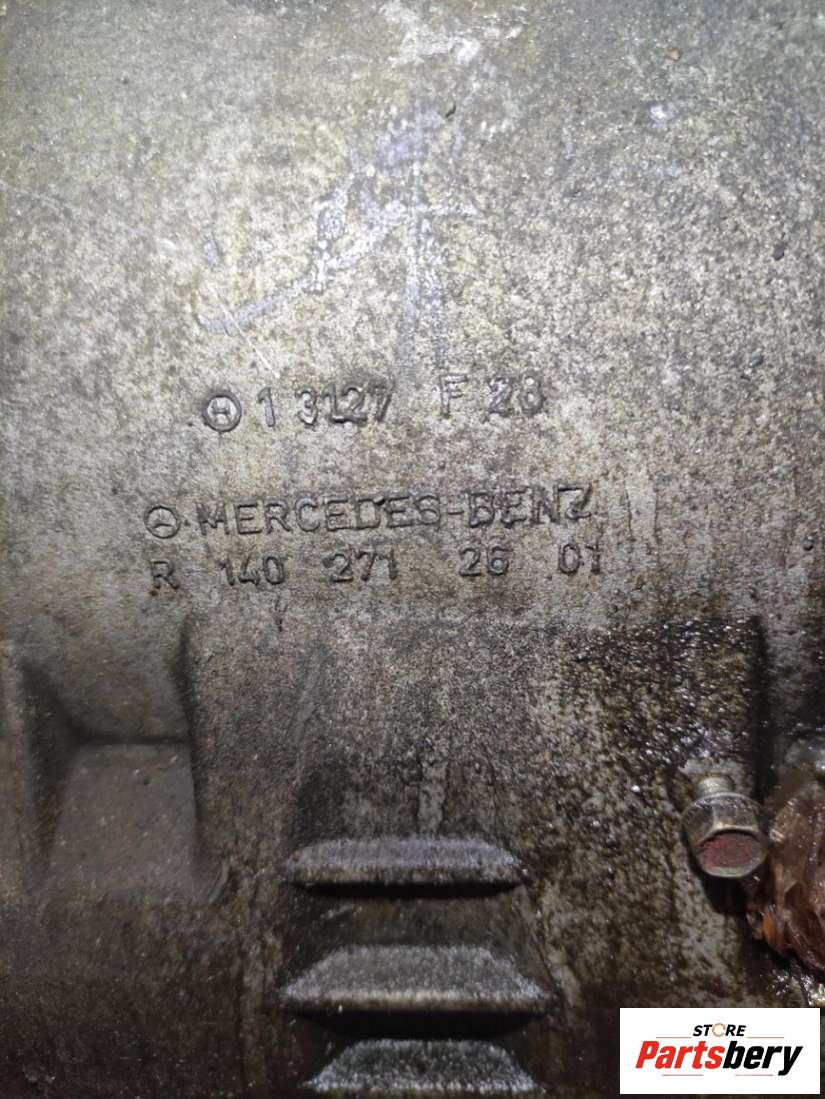 1 3127 F 28
MERCEDES-BENZ
R 140 271 26 01
STORE
Partsbery